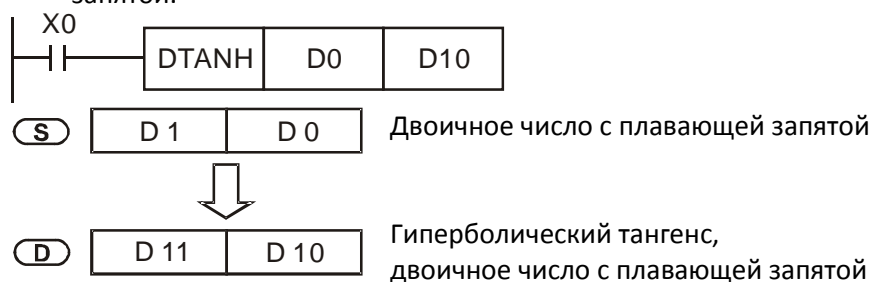 запятой.
X0
DTANH D0 D10
S D 1 D 0 Двоичное число с плавающей запятой
D D 11 D 10 Гиперболический тангенс,
двоичное число с плавающей запятой